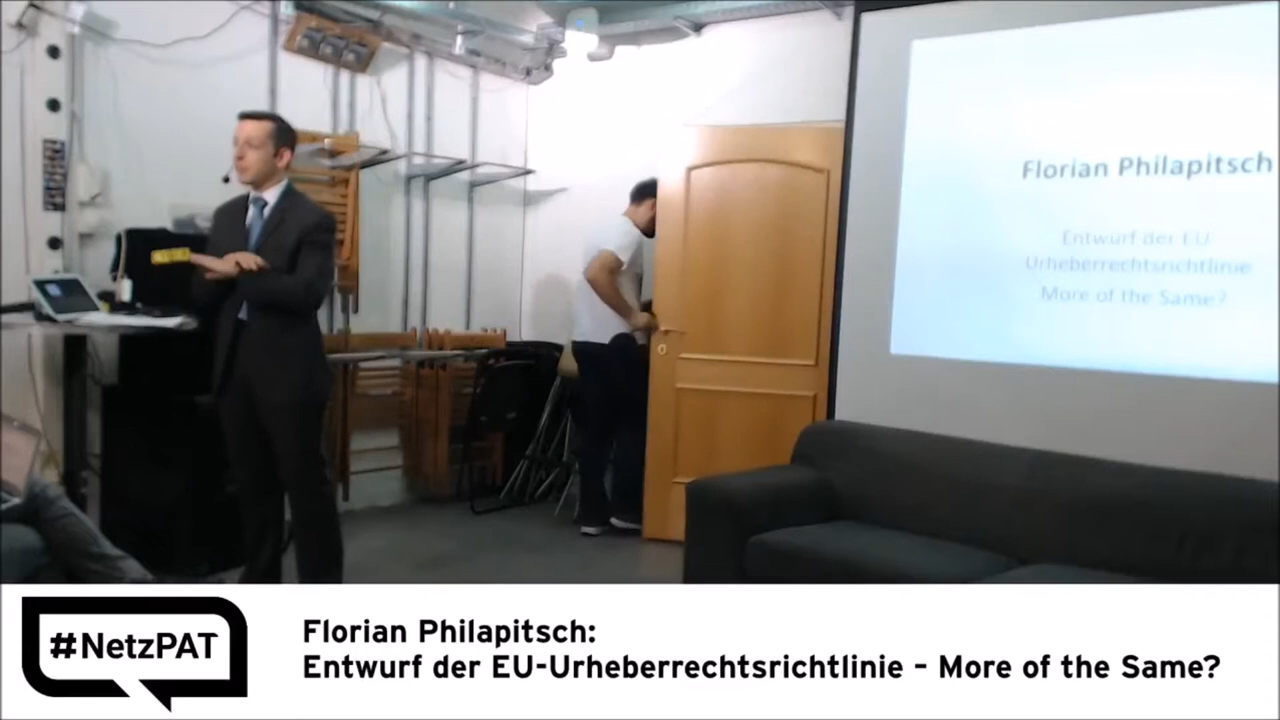 Florian Philapitsch
Entwurf der EU
Urheberrechtsrichtlinie
More of the Same?
#NetzPAT
Florian Philapitsch:
Entwurf der EU-Urheberrechtsrichtlinie – More of the Same?